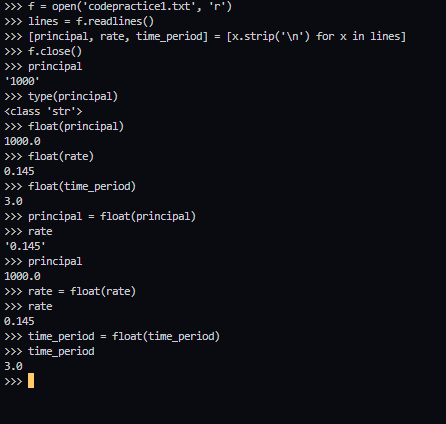 >>> f = open('codepractice1.txt', 'r')
>>> lines = f.readlines()
>>> [principal, rate, time_period] = [x.strip('\n') for x in lines]
>>> f.close()
>>> principal
'1000'
>>> type(principal)
<class 'str'>
>>> float(principal)
1000.0
>>> float(rate)
0.145
>>> float(time_period)
3.0
>>> principal = float(principal)
>>> rate
'0.145'
>>> principal
1000.0
>>> rate = float(rate)
>>> rate
0.145
>>> time_period = float(time_period)
>>> time_period
3.0
>>>